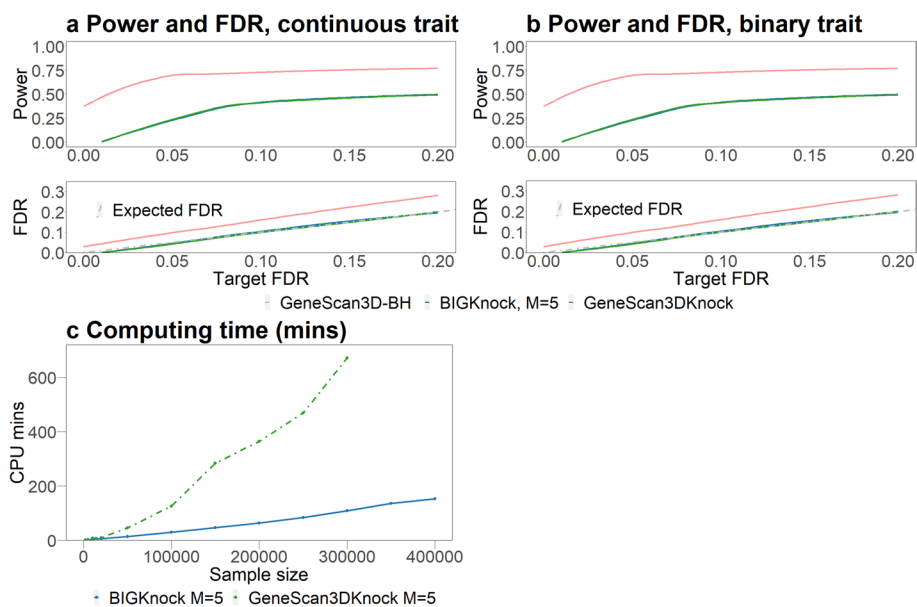 a Power and FDR, continuous trait
b Power and FDR, binary trait
Power
1.00
0.75
0.50
0.25
0.00
0.00 0.05 0.10 0.15 0.20
Power
1.00
0.75
0.50
0.25
0.00
0.00 0.05 0.10 0.15 0.20
FDR
0.3
0.2
0.1
0.0
Expected FDR
0.00 0.05 0.10 0.15 0.20
Target FDR
FDR
0.3
0.2
0.1
0.0
Expected FDR
0.00 0.05 0.10 0.15 0.20
Target FDR
GeneScan3D-BH BIGKnock, M=5 GeneScan3DKnock
c Computing time (mins)
CPU mins
600
400
200
0
0 100000 200000 300000 400000
Sample size
BIGKnock M=5 GeneScan3DKnock M=5